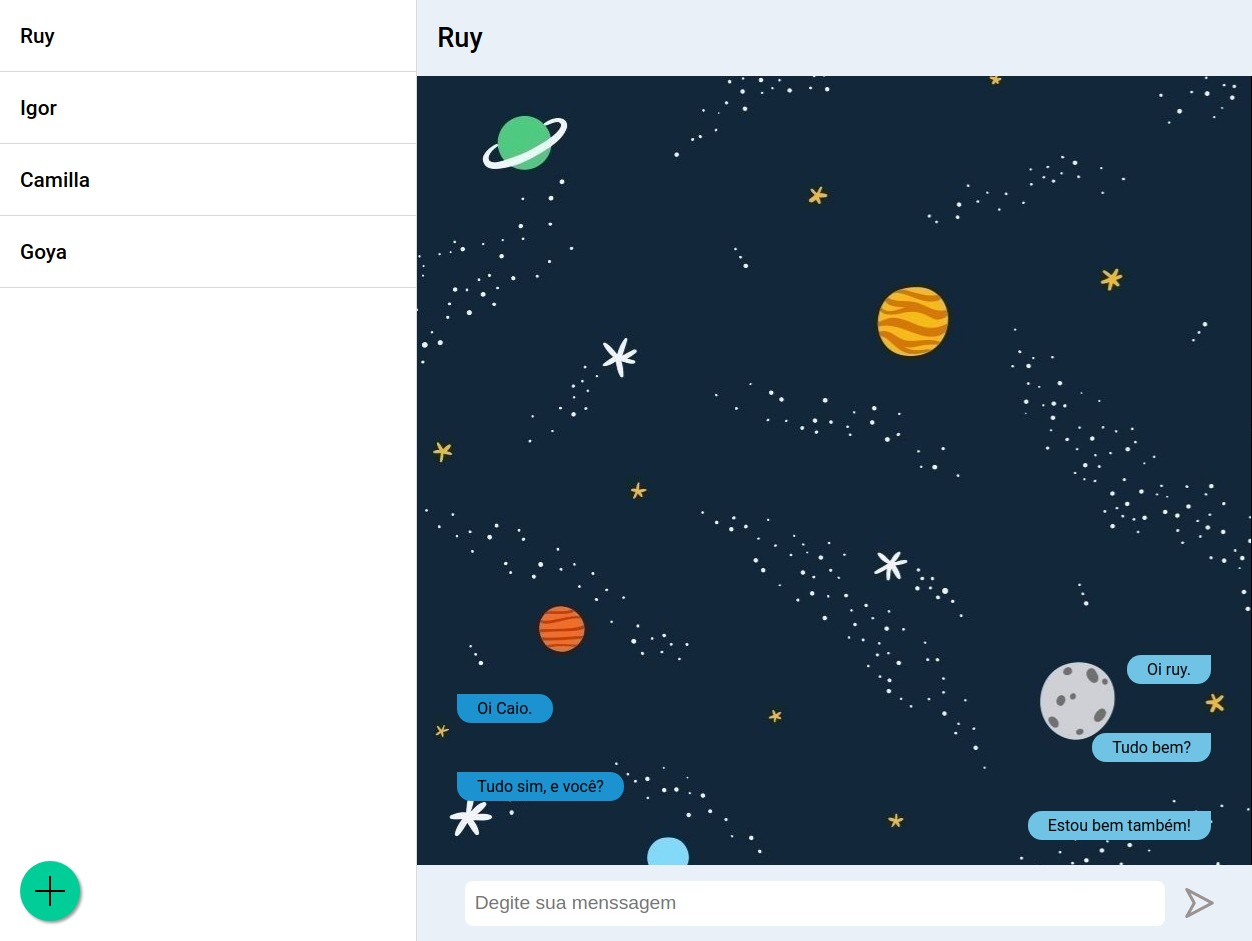 Ruy
Igor
Camilla
Goya
Ruy
Oi ruy.
Oi Caio.
Tudo bem?
Tudo sim, e você?
Estou bem também!
Degite sua menssagem